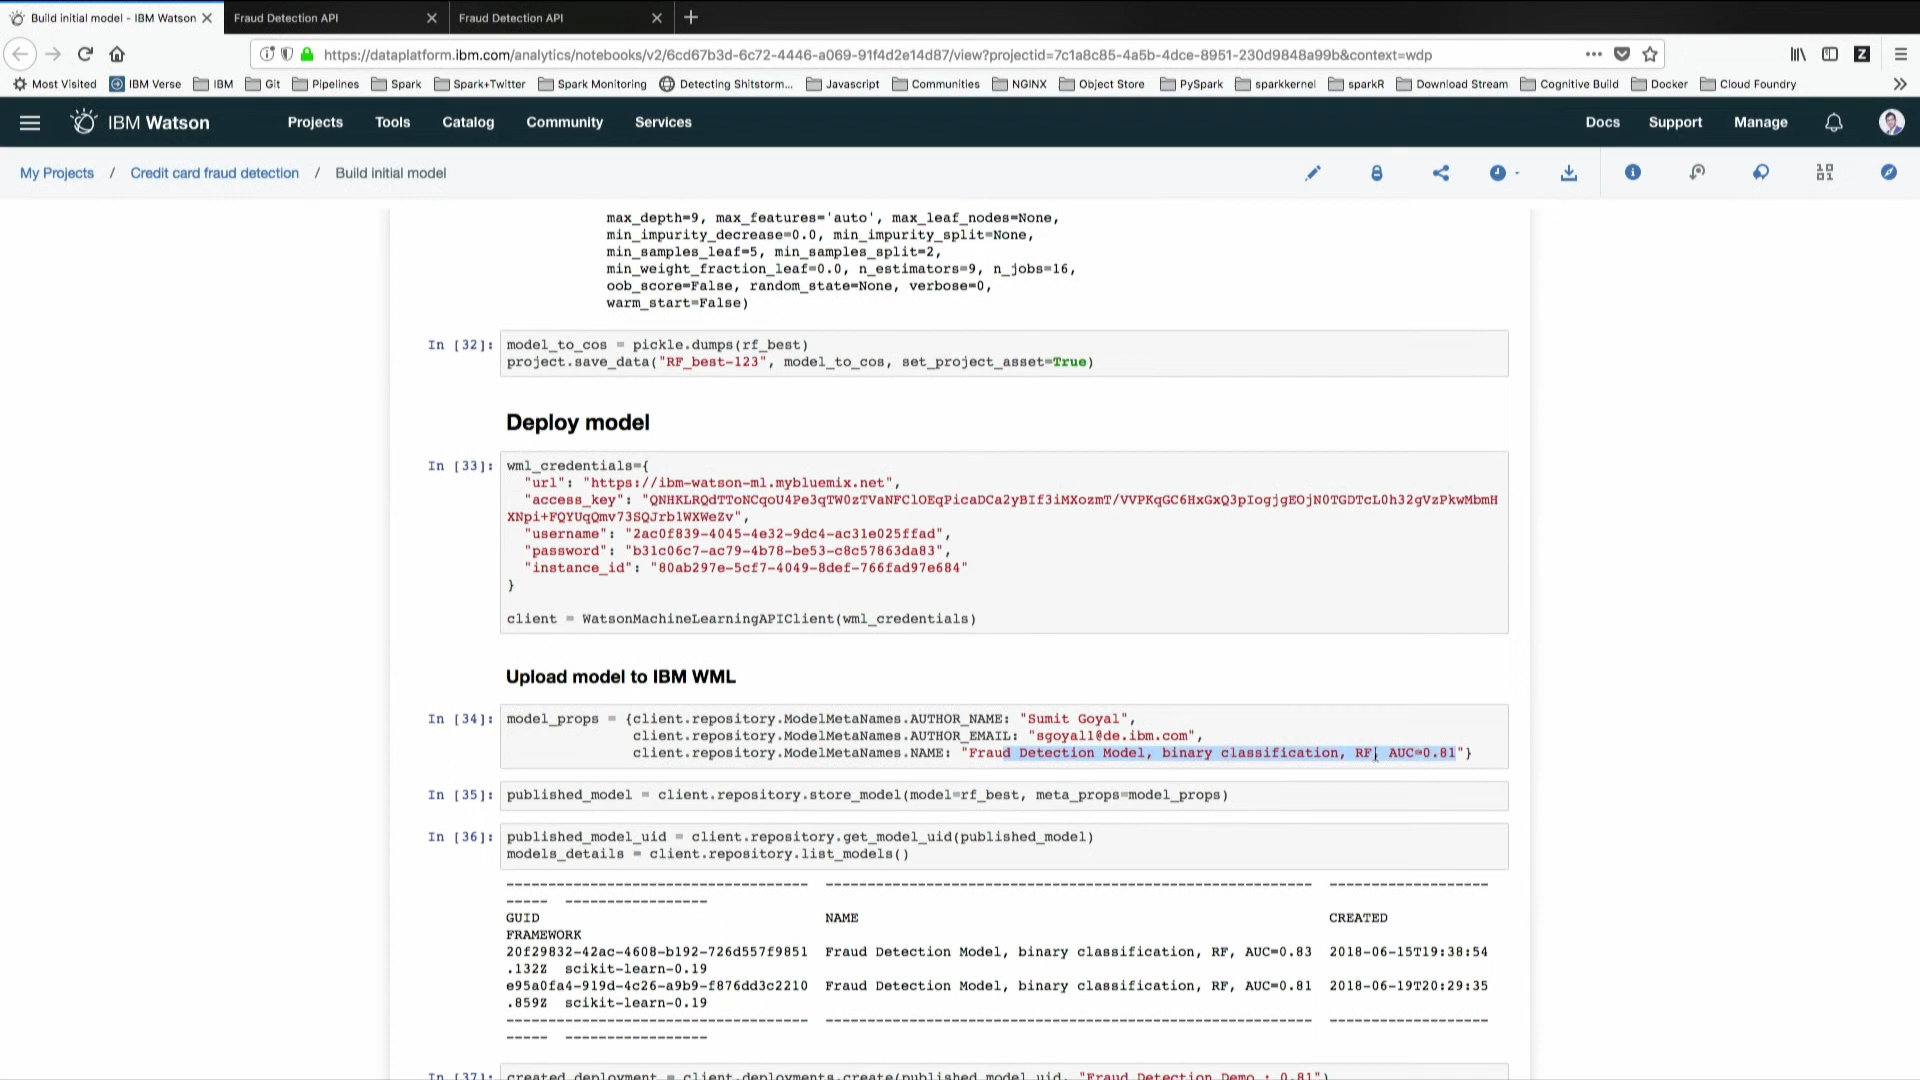 Build initial model - IBM Watson
Fraud Detection API
Fraud Detection API
https://dataplatform.ibm.com/analytics/notebooks/v2/6cd67b3d-6c72-4446-a069-91f4d2e14d87/view?projectid=7c1a8c85-4a5b-4dce-8951-230d9848a99b&context=wdp
Most Visited IBM Verse IBM Git Pipelines Spark Spark+Twitter Spark Monitoring Detecting Shitstorm... Javascript Communities NGINX Object Store PySpark sparkkernel sparkR Download Stream Cognitive Build Docker Cloud Foundry
IBM Watson Projects Tools Catalog Community Services Docs Support Manage
My Projects / Credit card fraud detection / Build initial model
max_depth=9, max_features='auto', max_leaf_nodes=None,
min_impurity_decrease=0.0, min_impurity_split=None,
min_samples_leaf=5, min_samples_split=2,
min_weight_fraction_leaf=0.0, n_estimators=9, n_jobs=16,
oob_score=False, random_state=None, verbose=0,
warm_start=False)
In [32]: model_to_cos = pickle.dumps(rf_best)
project.save_data("RF_best-123", model_to_cos, set_project_asset=True)
Deploy model
In [33]: wml_credentials={
"url": "https://ibm-watson-ml.mybluemix.net",
"access_key": "QNHKLRQdTToNCqoU4Pe3qTW0zTVaNFClOEqPicaDCa2yBIf3iMXozmT/VVPKqGC6HxGxQ3pIogjgEOjN0TGDTcL0h32gVzPkwMbmH
XNpi+FQYUqQmv73SQJrb1WXWeZv",
"username": "2ac0f839-4045-4e32-9dc4-ac31e025ffad",
"password": "b31c06c7-ac79-4b78-be53-c8c57863da83",
"instance_id": "80ab297e-5cf7-4049-8def-766fad97e684"
}
client = WatsonMachineLearningAPIClient(wml_credentials)
Upload model to IBM WML
In [34]: model_props = {client.repository.ModelMetaNames.AUTHOR_NAME: "Sumit Goyal",
client.repository.ModelMetaNames.AUTHOR_EMAIL: "sgoyal1@de.ibm.com",
client.repository.ModelMetaNames.NAME: "Fraud Detection Model, binary classification, RF, AUC=0.81"}
In [35]: published_model = client.repository.store_model(model=rf_best, meta_props=model_props)
In [36]: published_model_uid = client.repository.get_model_uid(published_model)
models_details = client.repository.list_models()
------------------------------------ ---------------------------------------------------------- -------------------
----- -----------------
GUID NAME CREATED
FRAMEWORK
20f29832-42ac-4608-b192-726d557f9851 Fraud Detection Model, binary classification, RF, AUC=0.83 2018-06-15T19:38:54
.132Z scikit-learn-0.19
e95a0fa4-919d-4c26-a9b9-f876dd3c2210 Fraud Detection Model, binary classification, RF, AUC=0.81 2018-06-19T20:29:35
.859Z scikit-learn-0.19
------------------------------------ ---------------------------------------------------------- -------------------
----- -----------------
In [37]: created_deployment = client.deployments.create(published_model_uid, "Fraud Detection Demo : 0.81")